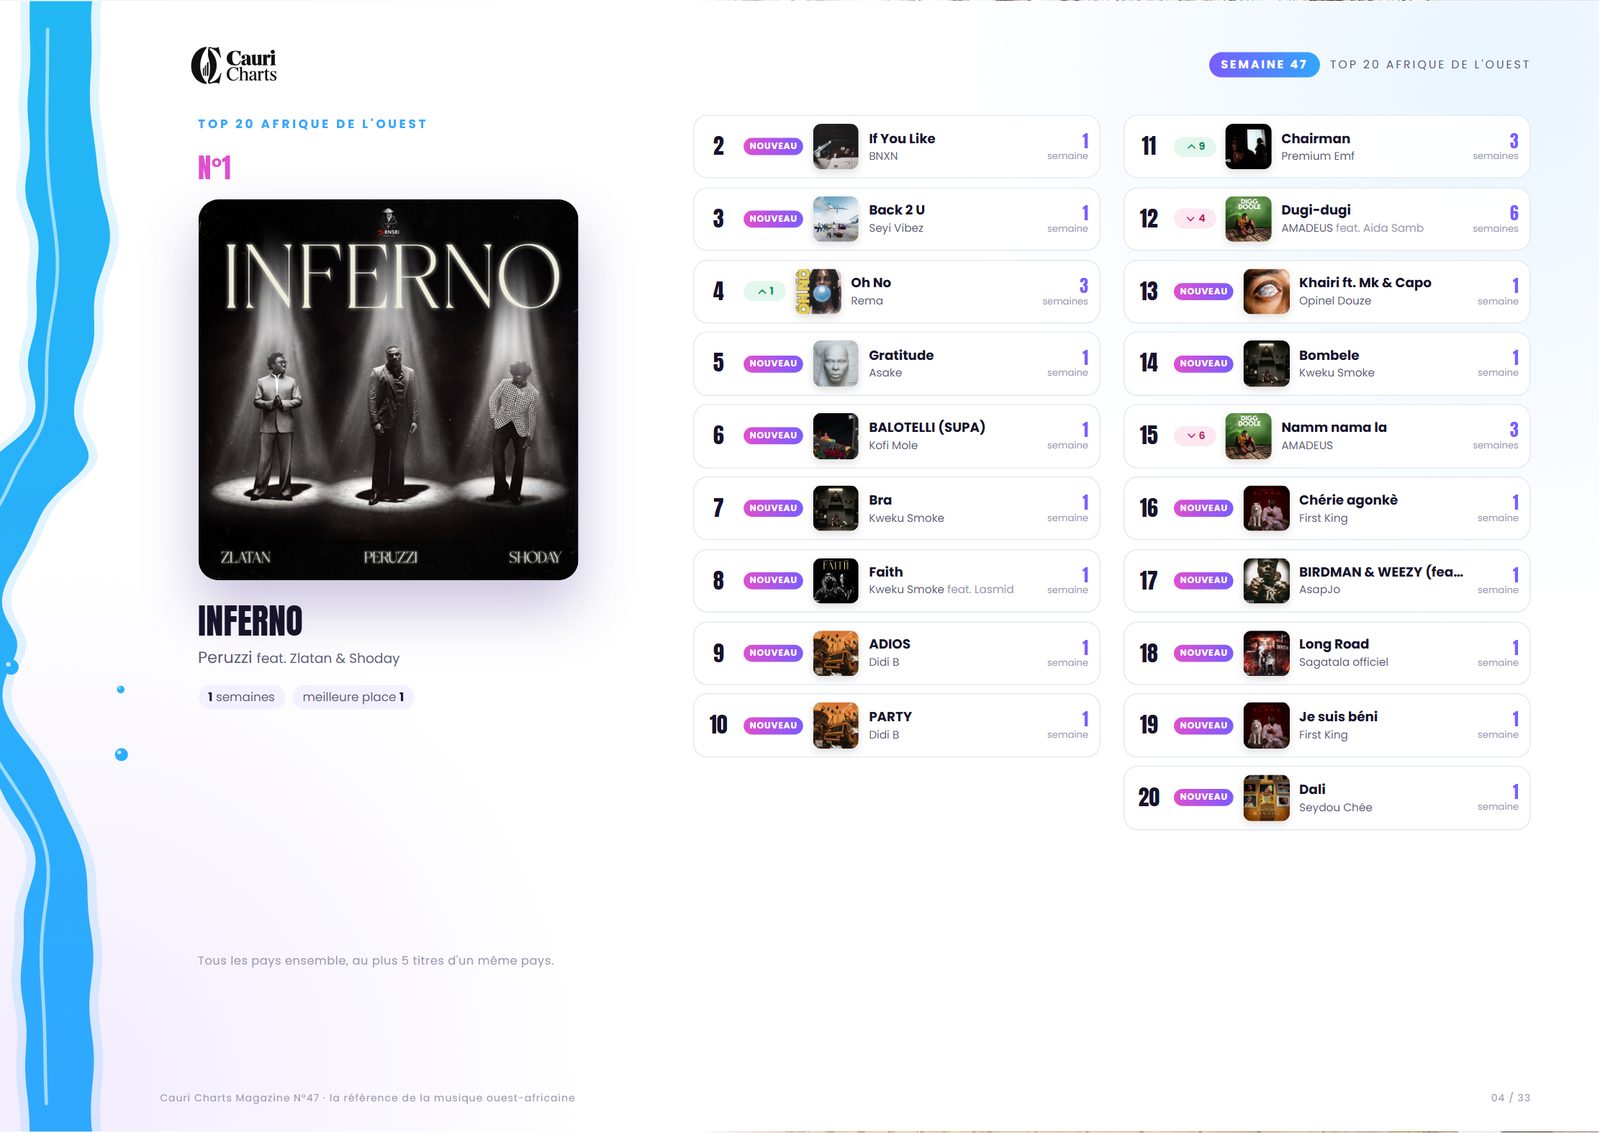 Cauri
Charts
SEMAINE 47
TOP 20 AFRIQUE DE L'OUEST
TOP 20 AFRIQUE DE L'OUEST
Nº1
INFERNO
ZLATAN
PERUZZI
SHODAY
INFERNO
Peruzzi feat. Zlatan & Shoday
1 semaines
meilleure place 1
Tous les pays ensemble, au plus 5 titres d'un même pays.
2
NOUVEAU
If You Like
BNXN
1
semaine
3
NOUVEAU
Back 2 U
Seyi Vibez
1
semaine
4
1
OH NO
Oh No
Rema
3
semaines
5
NOUVEAU
Gratitude
Asake
1
semaine
6
NOUVEAU
BALOTELLI (SUPA)
Kofi Mole
1
semaine
7
NOUVEAU
Bra
Kweku Smoke
1
semaine
8
NOUVEAU
FAITH
Faith
Kweku Smoke feat. Lasmid
1
semaine
9
NOUVEAU
ADIOS
Didi B
1
semaine
10
NOUVEAU
PARTY
Didi B
1
semaine
11
9
Chairman
Premium Emf
3
semaines
12
4
DIGG
DOOLE
Dugi-dugi
AMADEUS feat. Aida Samb
6
semaines
13
NOUVEAU
Khairi ft. Mk & Capo
Opinel Douze
1
semaine
14
NOUVEAU
Bombele
Kweku Smoke
1
semaine
15
6
DIGG
DOOLE
Namm nama la
AMADEUS
3
semaines
16
NOUVEAU
Chérie agonkè
First King
1
semaine
17
NOUVEAU
BIRDMAN & WEEZY (fea...
AsapJo
1
semaine
18
NOUVEAU
Long Road
Sagatala officiel
1
semaine
19
NOUVEAU
Je suis béni
First King
1
semaine
20
NOUVEAU
Dali
Seydou Chée
1
semaine
Cauri Charts Magazine N°47 · la référence de la musique ouest-africaine
04 / 33